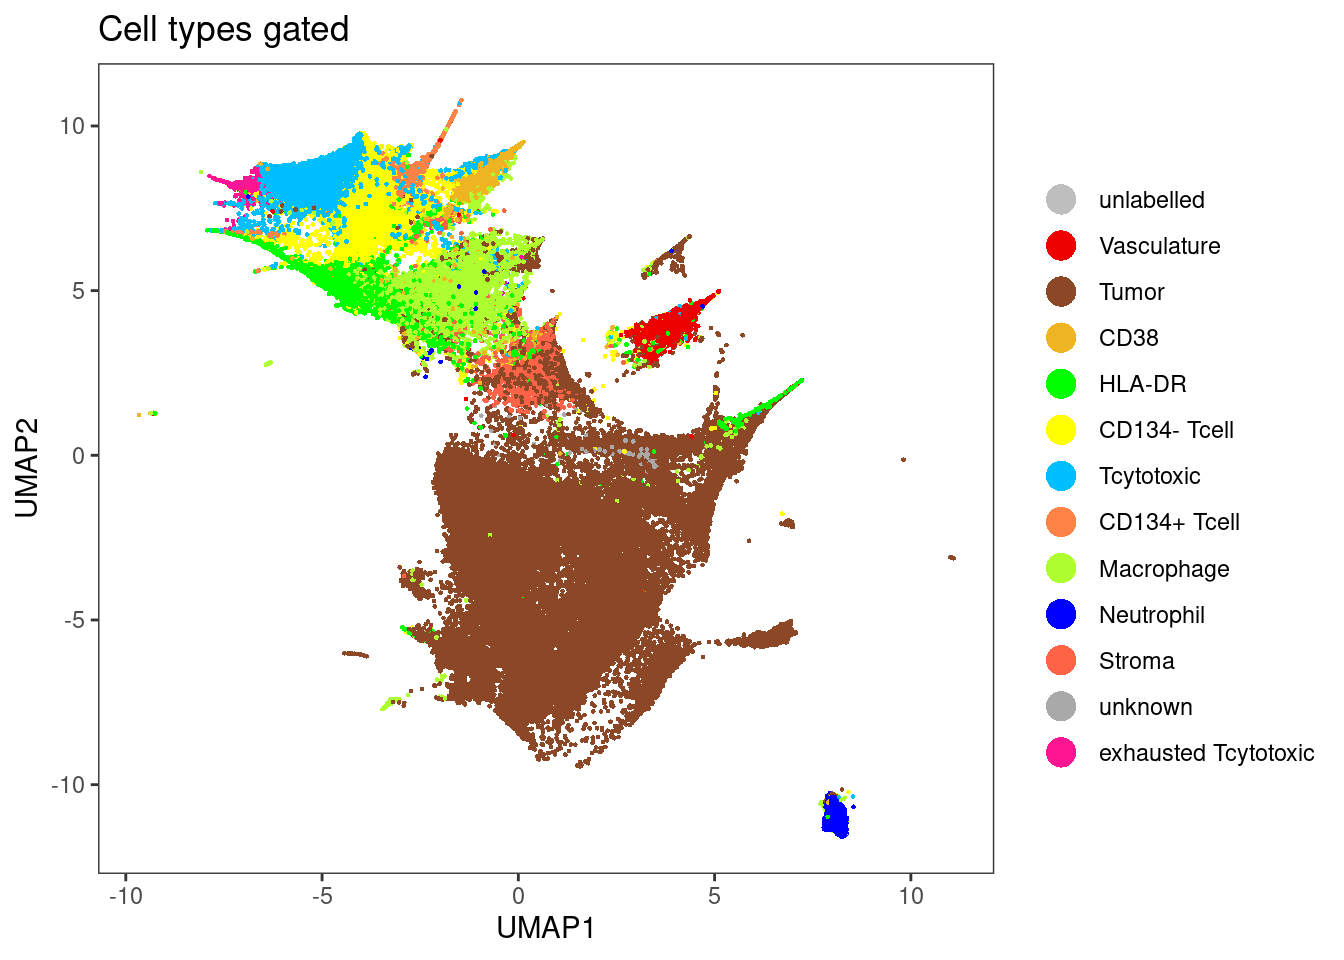 Cell types gated
10
5
0
-5
-10
UMAP2
-10 -5 0 5 10
UMAP1
unlabelled
Vasculature
Tumor
CD38
HLA-DR
CD134- Tcell
Tcytotoxic
CD134+ Tcell
Macrophage
Neutrophil
Stroma
unknown
exhausted Tcytotoxic